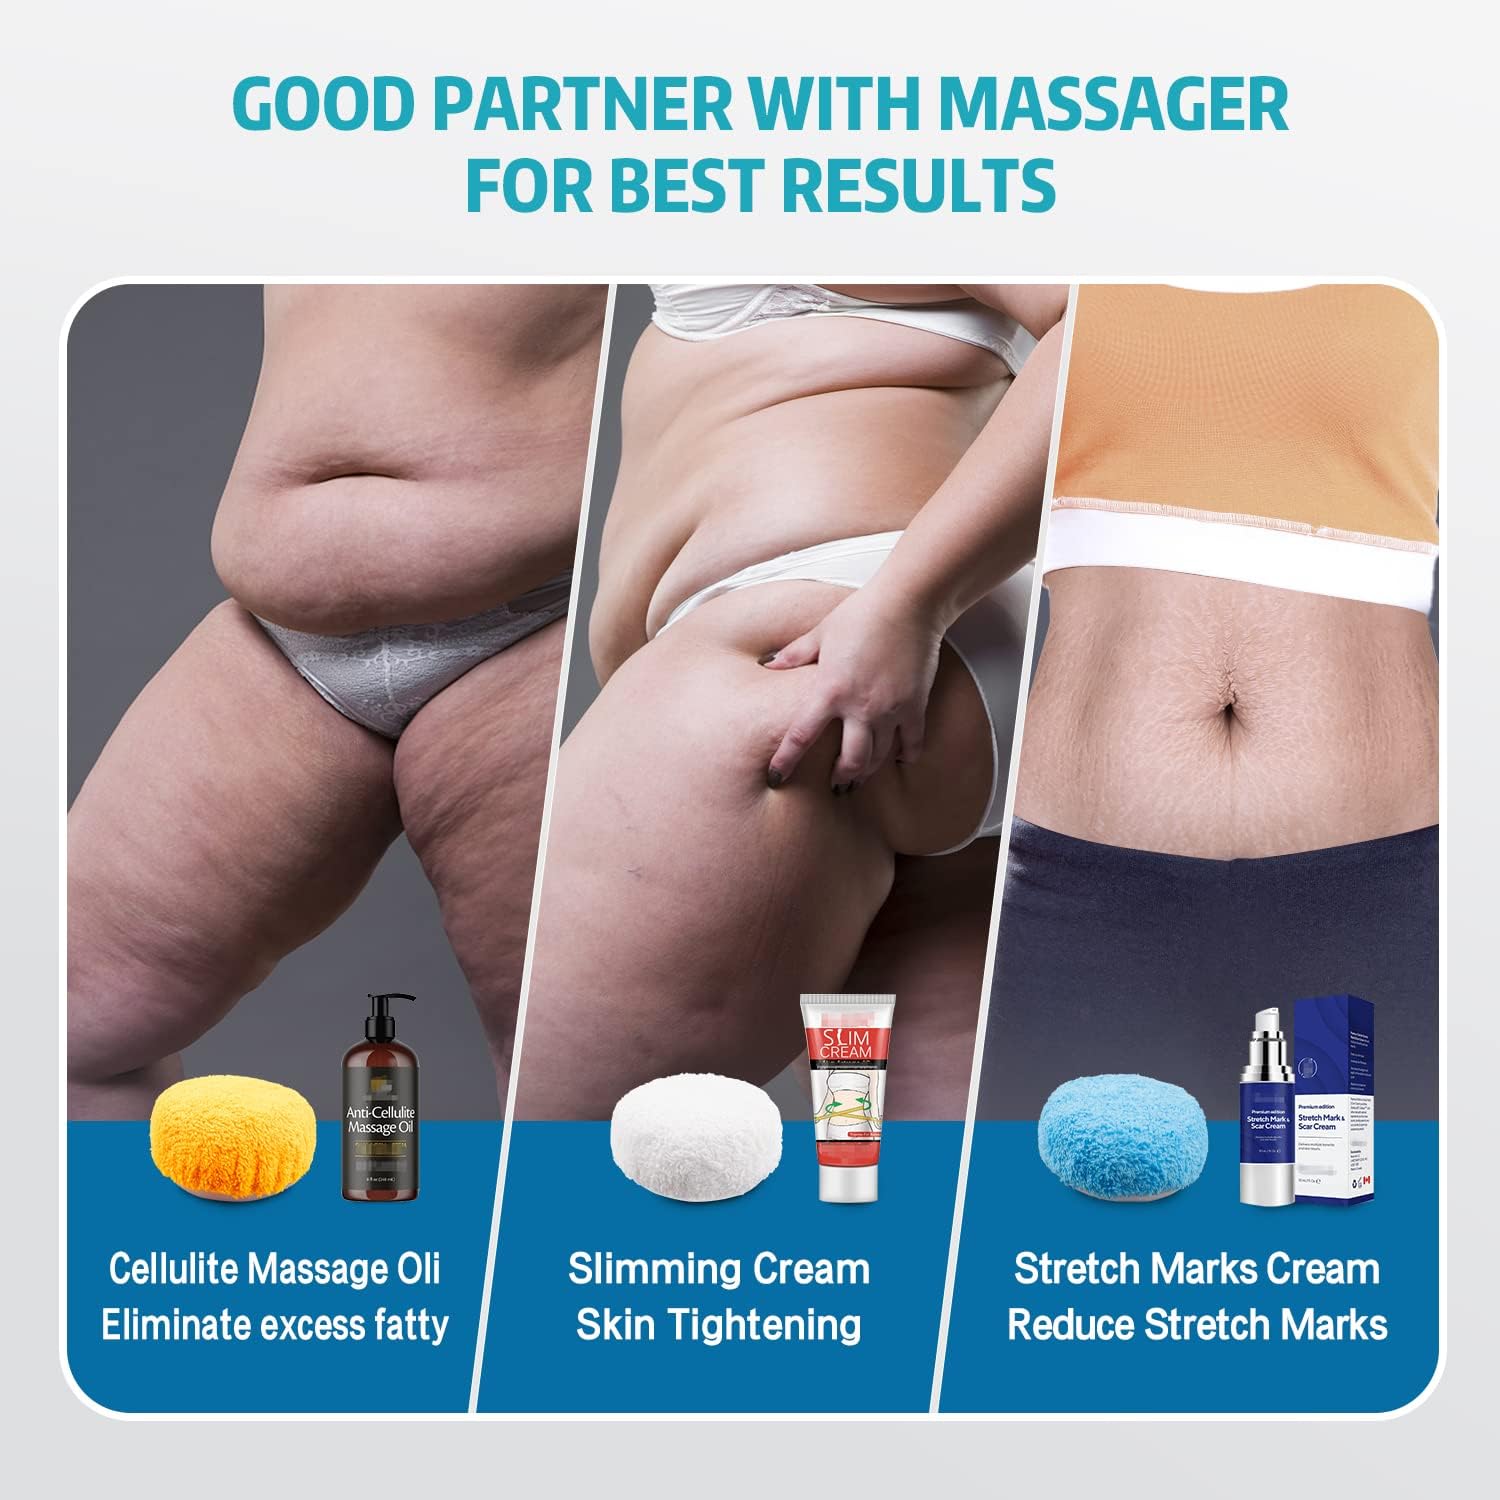 GOOD PARTNER WITH MASSAGER
FOR BEST RESULTS
Anti-Cellulite
Massage Oil
SLIM
CREAM
Premium edition
Stretch Mark &
Scar Cream
Premium edition
Stretch Mark &
Scar Cream
Cellulite Massage Oli
Eliminate excess fatty
Slimming Cream
Skin Tightening
Stretch Marks Cream
Reduce Stretch Marks